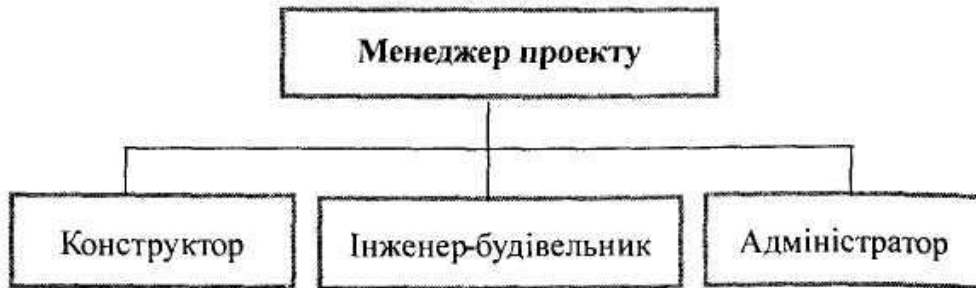 Менеджер проекту
Конструктор
Інженер-будівельник
Адміністратор